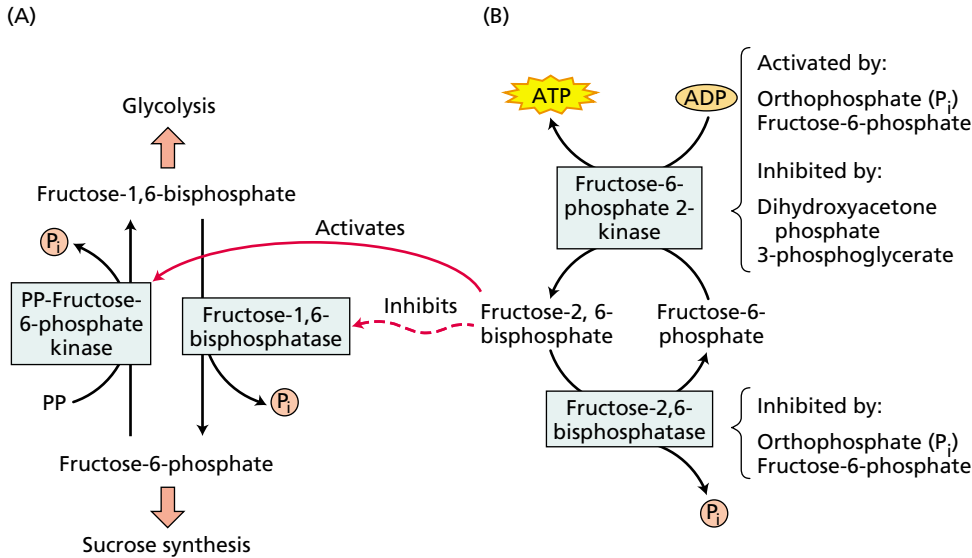 (A)
Glycolysis
Fructose-1,6-bisphosphate
Pi
Activates
PP-Fructose-
6-phosphate
kinase
Fructose-1,6-
bisphosphatase
Inhibits
PP
Pi
Fructose-6-phosphate
Sucrose synthesis
(B)
ATP
ADP
Activated by:
Orthophosphate (Pi)
Fructose-6-phosphate
Inhibited by:
Dihydroxyacetone
phosphate
3-phosphoglycerate
Fructose-6-
phosphate 2-
kinase
Fructose-2, 6-
bisphosphate
Fructose-6-
phosphate
Fructose-2,6-
bisphosphatase
Inhibited by:
Orthophosphate (Pi)
Fructose-6-phosphate
Pi